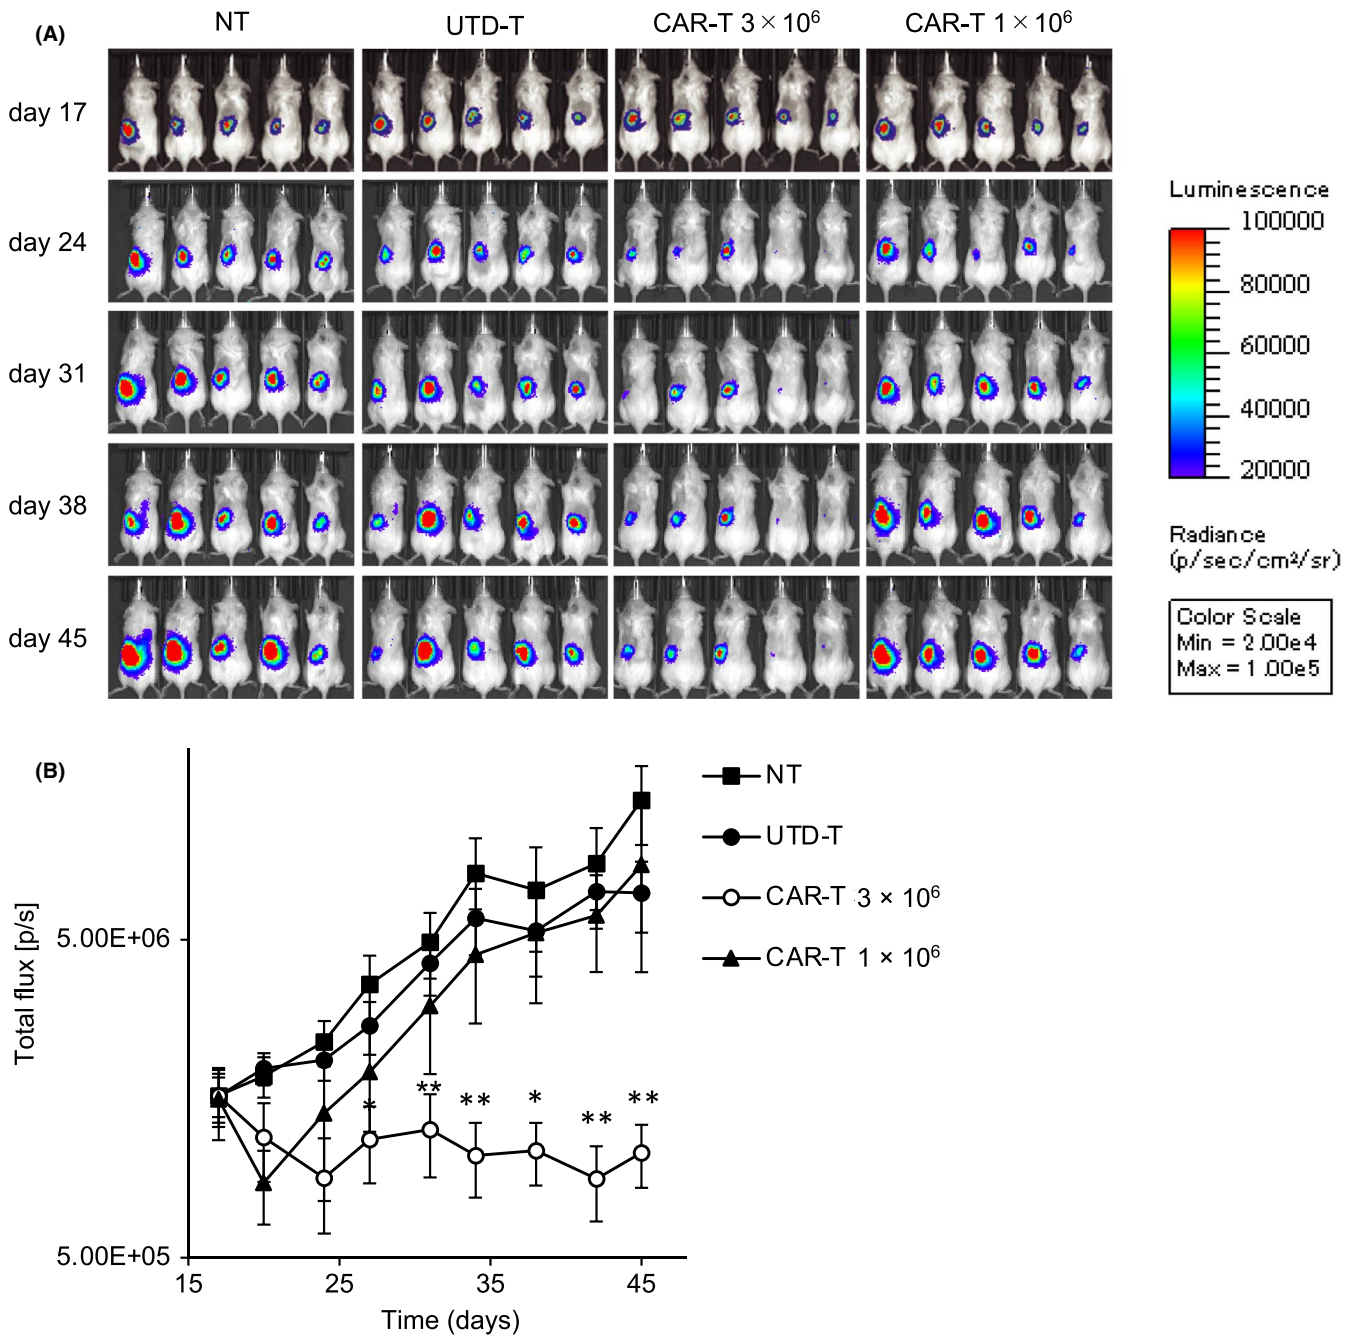 (A)
NT
UTD-T
CAR-T 3 × 10⁶
CAR-T 1 × 10⁶
day 17
day 24
day 31
day 38
day 45
Luminescence
100000
80000
60000
40000
20000
Radiance
(p/sec/cm²/sr)
Color Scale
Min = 2.00e4
Max = 1.00e5
(B)
Total flux [p/s]
5.00E+06
5.00E+05
15
25
35
45
Time (days)
*
**
**
*
**
**
NT
UTD-T
CAR-T 3 × 10⁶
CAR-T 1 × 10⁶